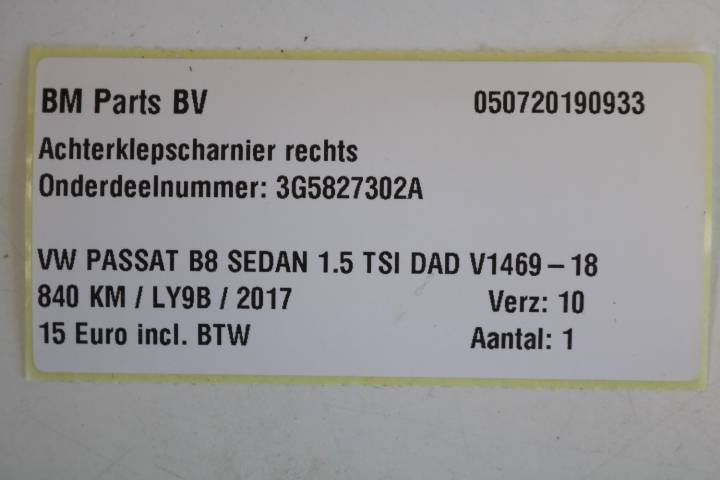 BM Parts BV 050720190933
Achterklepscharnier rechts
Onderdeelnummer: 3G5827302A
VW PASSAT B8 SEDAN 1.5 TSI DAD V1469-18
840 KM / LY9B / 2017 Verz: 10
15 Euro incl. BTW Aantal: 1